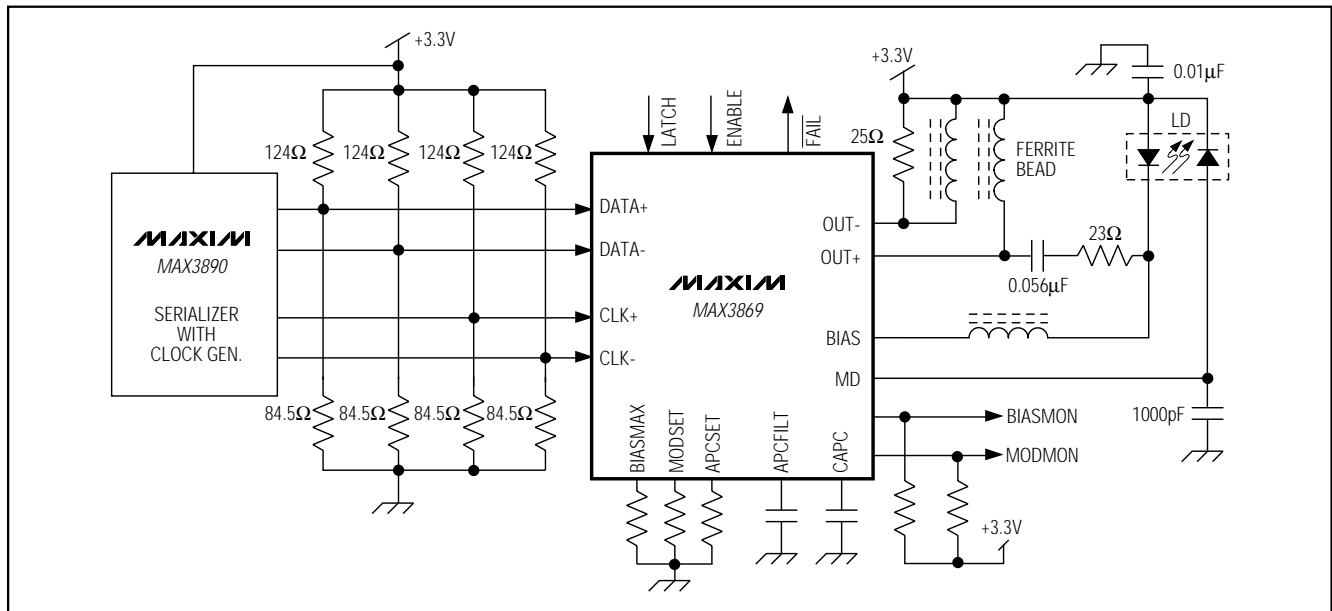 +3.3V
124Ω
124Ω
124Ω
124Ω
MAXIM
MAX3890
SERIALIZER
WITH
CLOCK GEN.
84.5Ω
84.5Ω
84.5Ω
84.5Ω
LATCH
ENABLE
FAIL
DATA+
DATA-
CLK+
CLK-
MAXIM
MAX3869
OUT-
OUT+
BIAS
MD
BIASMAX
MODSET
APCSET
APCFILT
CAPC
+3.3V
25Ω
FERRITE
BEAD
0.01µF
LD
23Ω
0.056µF
1000pF
BIASMON
MODMON
+3.3V